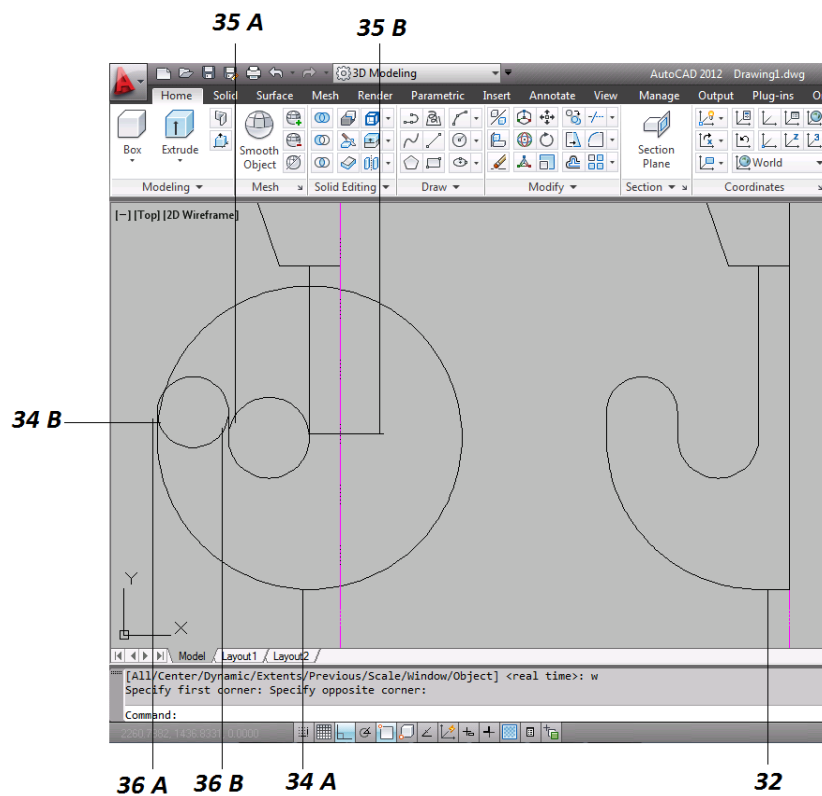 35 A 35 B
3D Modeling AutoCAD 2012 Drawing1.dwg
Home Solid Surface Mesh Render Parametric Insert Annotate View Manage Output Plug-ins
Box Extrude Smooth Object Section Plane World
Modeling Mesh Solid Editing Draw Modify Section Coordinates
[−] [Top] [2D Wireframe]
34 B
Y
X
Model Layout1 Layout2
[All/Center/Dynamic/Extents/Previous/Scale/Window/Object] <real time>: w
Specify first corner: Specify opposite corner:
Command:
36 A 36 B 34 A 32